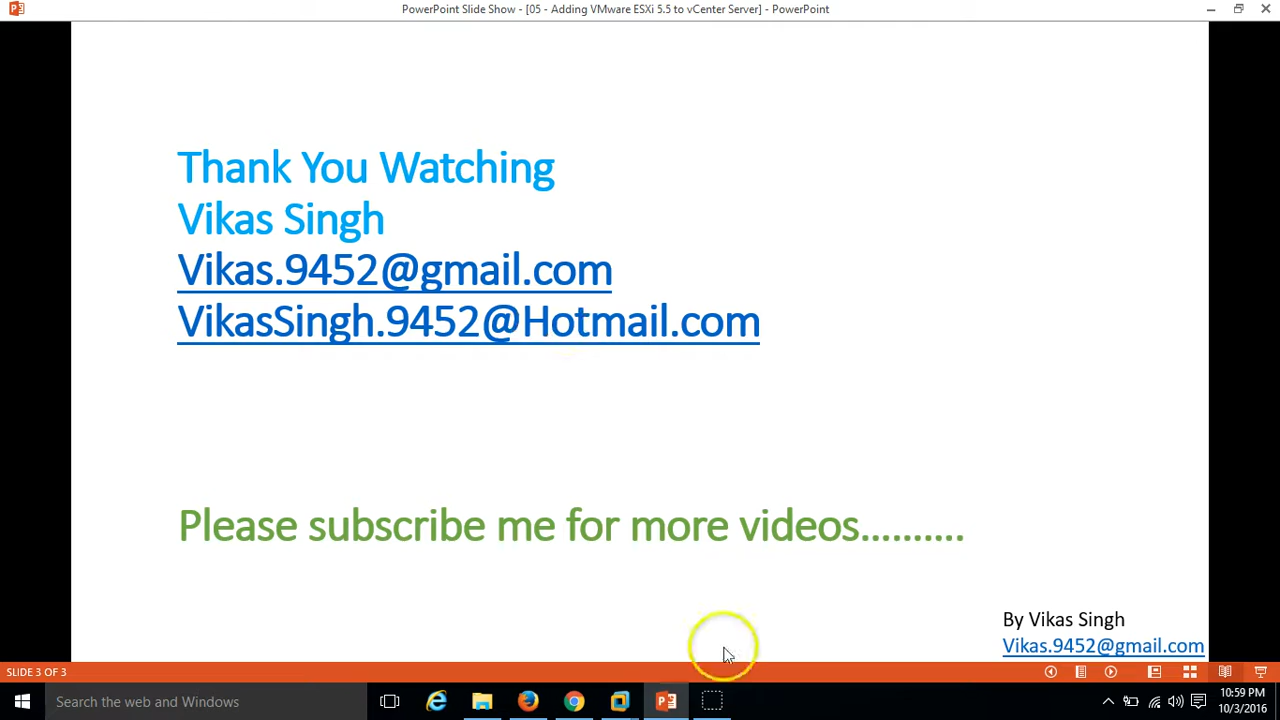 PowerPoint Slide Show - [05 - Adding VMware ESXi 5.5 to vCenter Server] - PowerPoint
Thank You Watching
Vikas Singh
Vikas.9452@gmail.com
VikasSingh.9452@Hotmail.com
Please subscribe me for more videos..........
By Vikas Singh
Vikas.9452@gmail.com
SLIDE 3 OF 3
Search the web and Windows
10:59 PM
10/3/2016